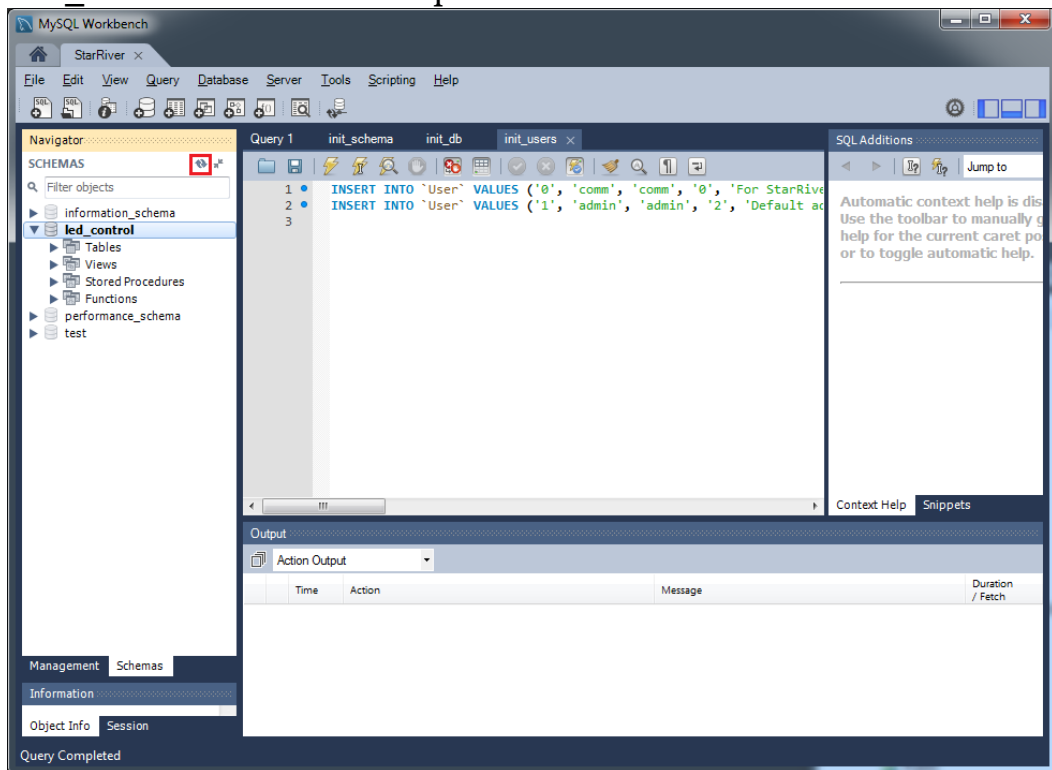 MySQL Workbench
StarRiver
File Edit View Query Database Server Tools Scripting Help
Navigator
SCHEMAS
Filter objects
information_schema
led_control
Tables
Views
Stored Procedures
Functions
performance_schema
test
Management Schemas
Information
Object Info Session
Query Completed
Query 1 init_schema init_db init_users
1 INSERT INTO `User` VALUES ('0', 'comm', 'comm', '0', 'For StarRive
2 INSERT INTO `User` VALUES ('1', 'admin', 'admin', '2', 'Default ad
3
Output
Action Output
Time Action Message Duration
/ Fetch
SQL Additions
Jump to
Automatic context help is dis
Use the toolbar to manually g
help for the current caret po
or to toggle automatic help.
Context Help Snippets